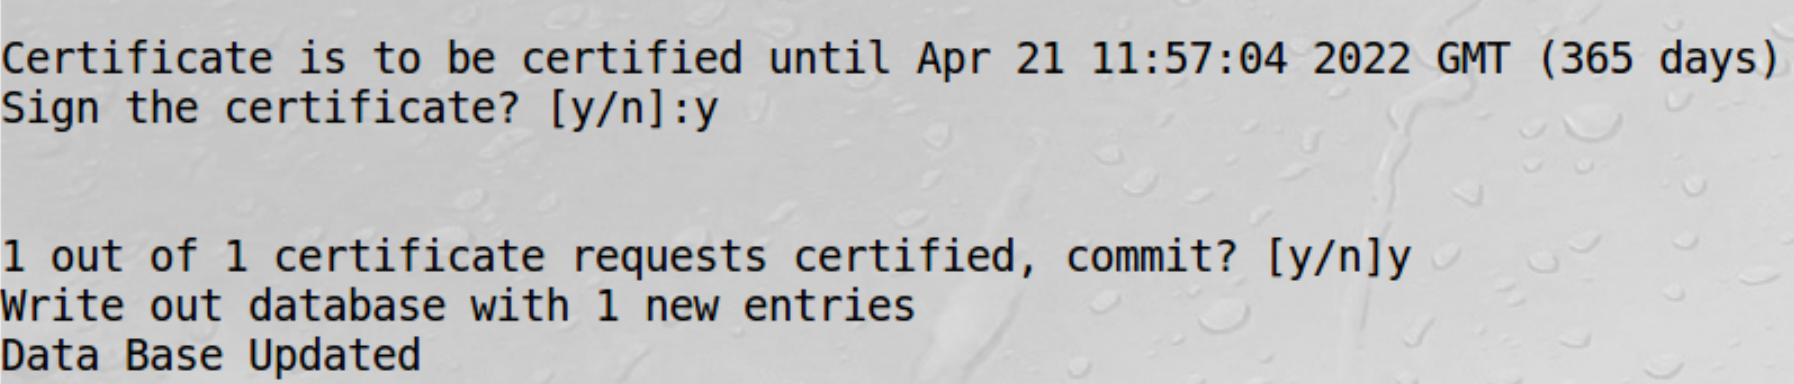 Certificate is to be certified until Apr 21 11:57:04 2022 GMT (365 days)
Sign the certificate? [y/n]:y
1 out of 1 certificate requests certified, commit? [y/n]y
Write out database with 1 new entries
Data Base Updated